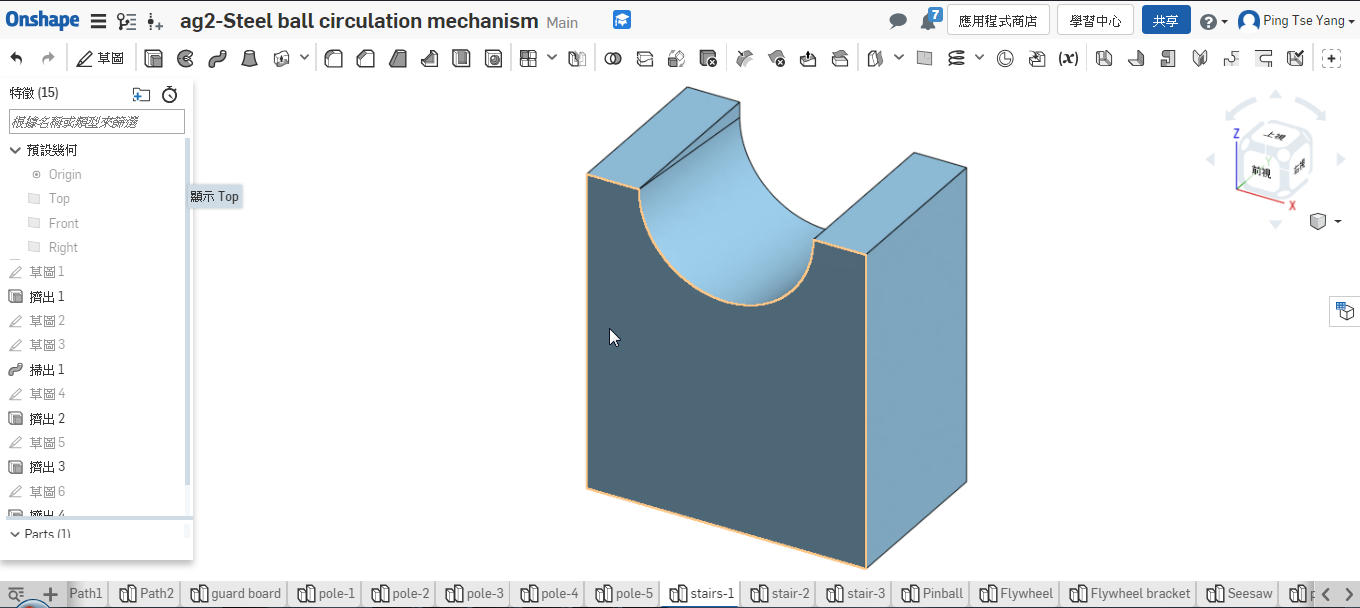 Onshape ag2-Steel ball circulation mechanism Main 7 應用程式商店 學習中心 共享 Ping Tse Yang
草圖 (x)
特徵 (15)
根據名稱或類型來篩選
預設幾何
Origin
Top
顯示 Top
Front
Right
草圖 1
擠出 1
草圖 2
草圖 3
掃出 1
草圖 4
擠出 2
草圖 5
擠出 3
草圖 6
擠出 4
Parts (1)
Z
上視
前視
右視
Y
X
Path1 Path2 guard board pole-1 pole-2 pole-3 pole-4 pole-5 stairs-1 stair-2 stair-3 Pinball Flywheel Flywheel bracket Seesaw